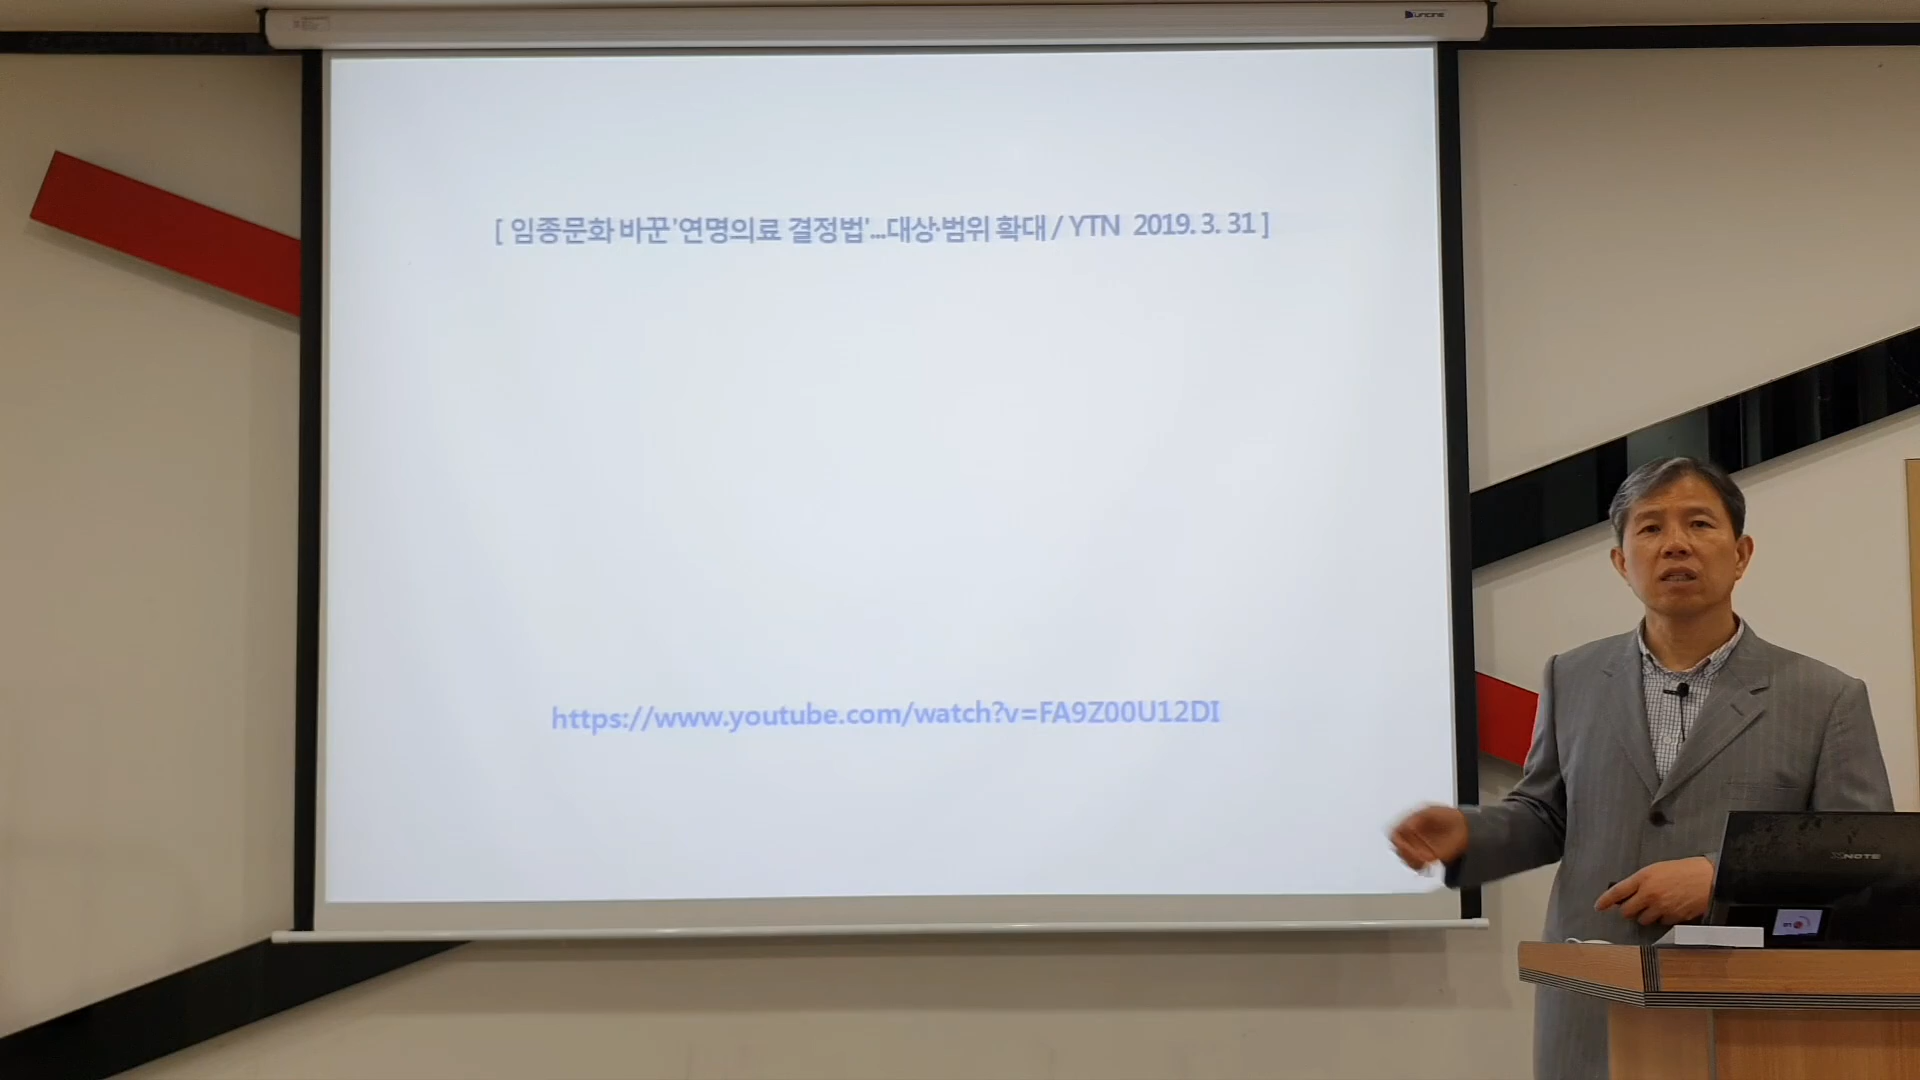 [ 임종문화 바꾼 '연명의료 결정법'...대상·범위 확대 / YTN 2019. 3. 31 ]
https://www.youtube.com/watch?v=FA9Z00U12DI
XNOTE